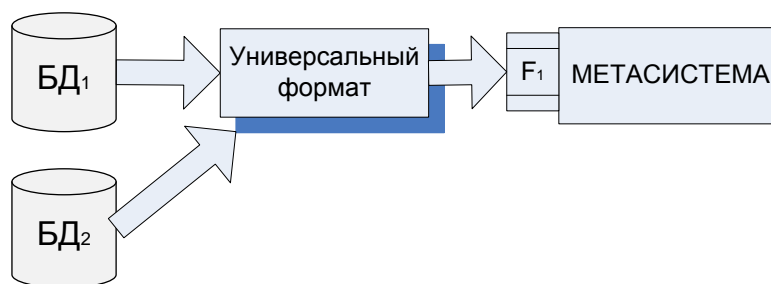 БД1
Универсальный
формат
F1
МЕТАСИСТЕМА
БД2